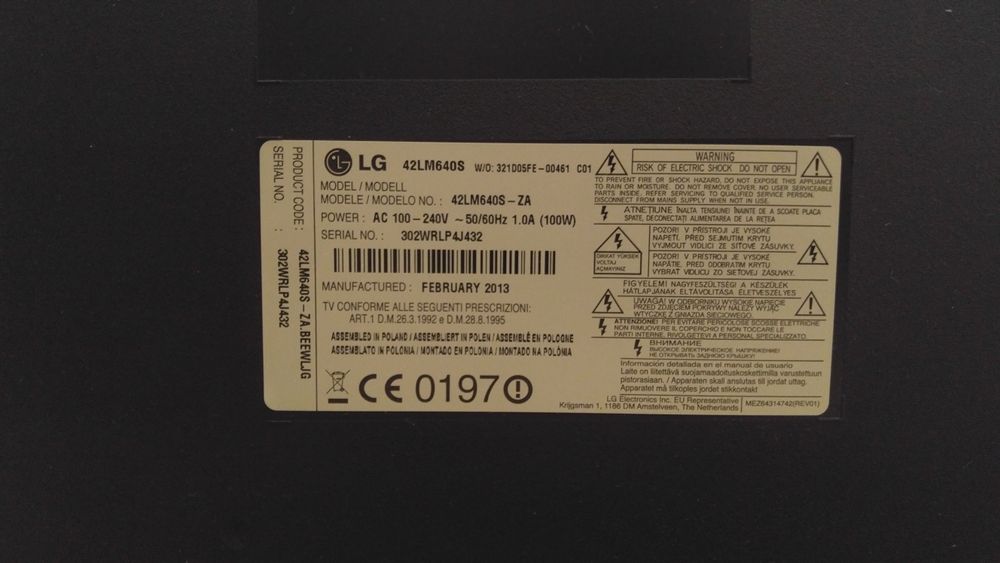 PRODUCT CODE : 42LM640S-ZA.BEEWLJG
SERIAL NO. : 302WRLP4J432
LG 42LM640S W/O: 321D05FE-00461 C01
MODEL / MODELL
MODELE / MODELO NO. : 42LM640S-ZA
POWER : AC 100-240V ~50/60Hz 1.0A (100W)
SERIAL NO. : 302WRLP4J432
MANUFACTURED : FEBRUARY 2013
TV CONFORME ALLE SEGUENTI PRESCRIZIONI:
ART.1 D.M.26.3.1992 e D.M.28.8.1995
ASSEMBLED IN POLAND / ASSEMBLIERT IN POLEN / ASSEMBLÉ EN POLOGNE
ASSEMBLATO IN POLONIA / MONTADO EN POLONIA / MONTADO NA POLÓNIA
CE 0197
WARNING
RISK OF ELECTRIC SHOCK DO NOT OPEN
TO PREVENT FIRE OR SHOCK HAZARD, DO NOT EXPOSE THIS APPLIANCE
TO RAIN OR MOISTURE. DO NOT REMOVE COVER. NO USER SERVICEABLE
PARTS INSIDE. REFER SERVICING TO QUALIFIED SERVICE PERSON.
DISCONNECT FROM MAINS SUPPLY WHEN NOT IN USE.
ATNEŢIUNE ÎNALTA TENSIUNE! ÎNAINTE DE A SCOATE PLACA
SPATE, DECONECTAŢI ALIMENTAREA DE LA REŢEA
DIKKAT YÜKSEK
VOLTAJ
AÇMAYINIZ
POZOR! V PŘÍSTROJI JE VYSOKÉ
NAPĚTÍ. PŘED SEJMUTÍM KRYTU
VYJMOUT VIDLICI ZE SÍŤOVÉ ZÁSUVKY.
POZOR! V PRÍSTROJI JE VYSOKÉ
NAPÄTIE. PRED ODOBRATÍM KRYTU
VYBRAŤ VIDLICU ZO SIEŤOVEJ ZÁSUVKY.
FIGYELEM! NAGYFESZÜLTSÉG! A KÉSZÜLÉK
HÁTLAPJÁNAK ELTÁVOLÍTÁSA ÉLETVESZÉLYES
UWAGA! W ODBIORNIKU WYSOKIE NAPIĘCIE
PRZED ZDJĘCIEM POKRYWY NALEŻY WYJĄĆ
WTYCZKĘ Z GNIAZDA SIECIOWEGO.
ATTENZIONE: PER EVITARE PERICOLOSE SCOSSE ELETTRICHE
NON RIMUOVERE IL COPERCHIO E NON TOCCARE LE
PARTI INTERNE. RIVOLGETEVI A PERSONALE SPECIALIZZATO
ВНИМАНИЕ
ВЫСОКОЕ ЭЛЕКТРИЧЕСКОЕ НАПРЯЖЕНИЕ!
НЕ ОТКРЫВАТЬ ЗАДНЮЮ КРЫШКУ!
Información detallada en el manual de usuario
Laite on liitettävä suojamaadoituskoskettimilla varustettuun
pistorasiaan. / Apparaten skall anslutas till jordat uttag.
Apparatet må tilkoples jordet stikkontakt
LG Electronics Inc. EU Representative
Krijgsman 1, 1186 DM Amstelveen, The Netherlands
MEZ64314742(REV01)